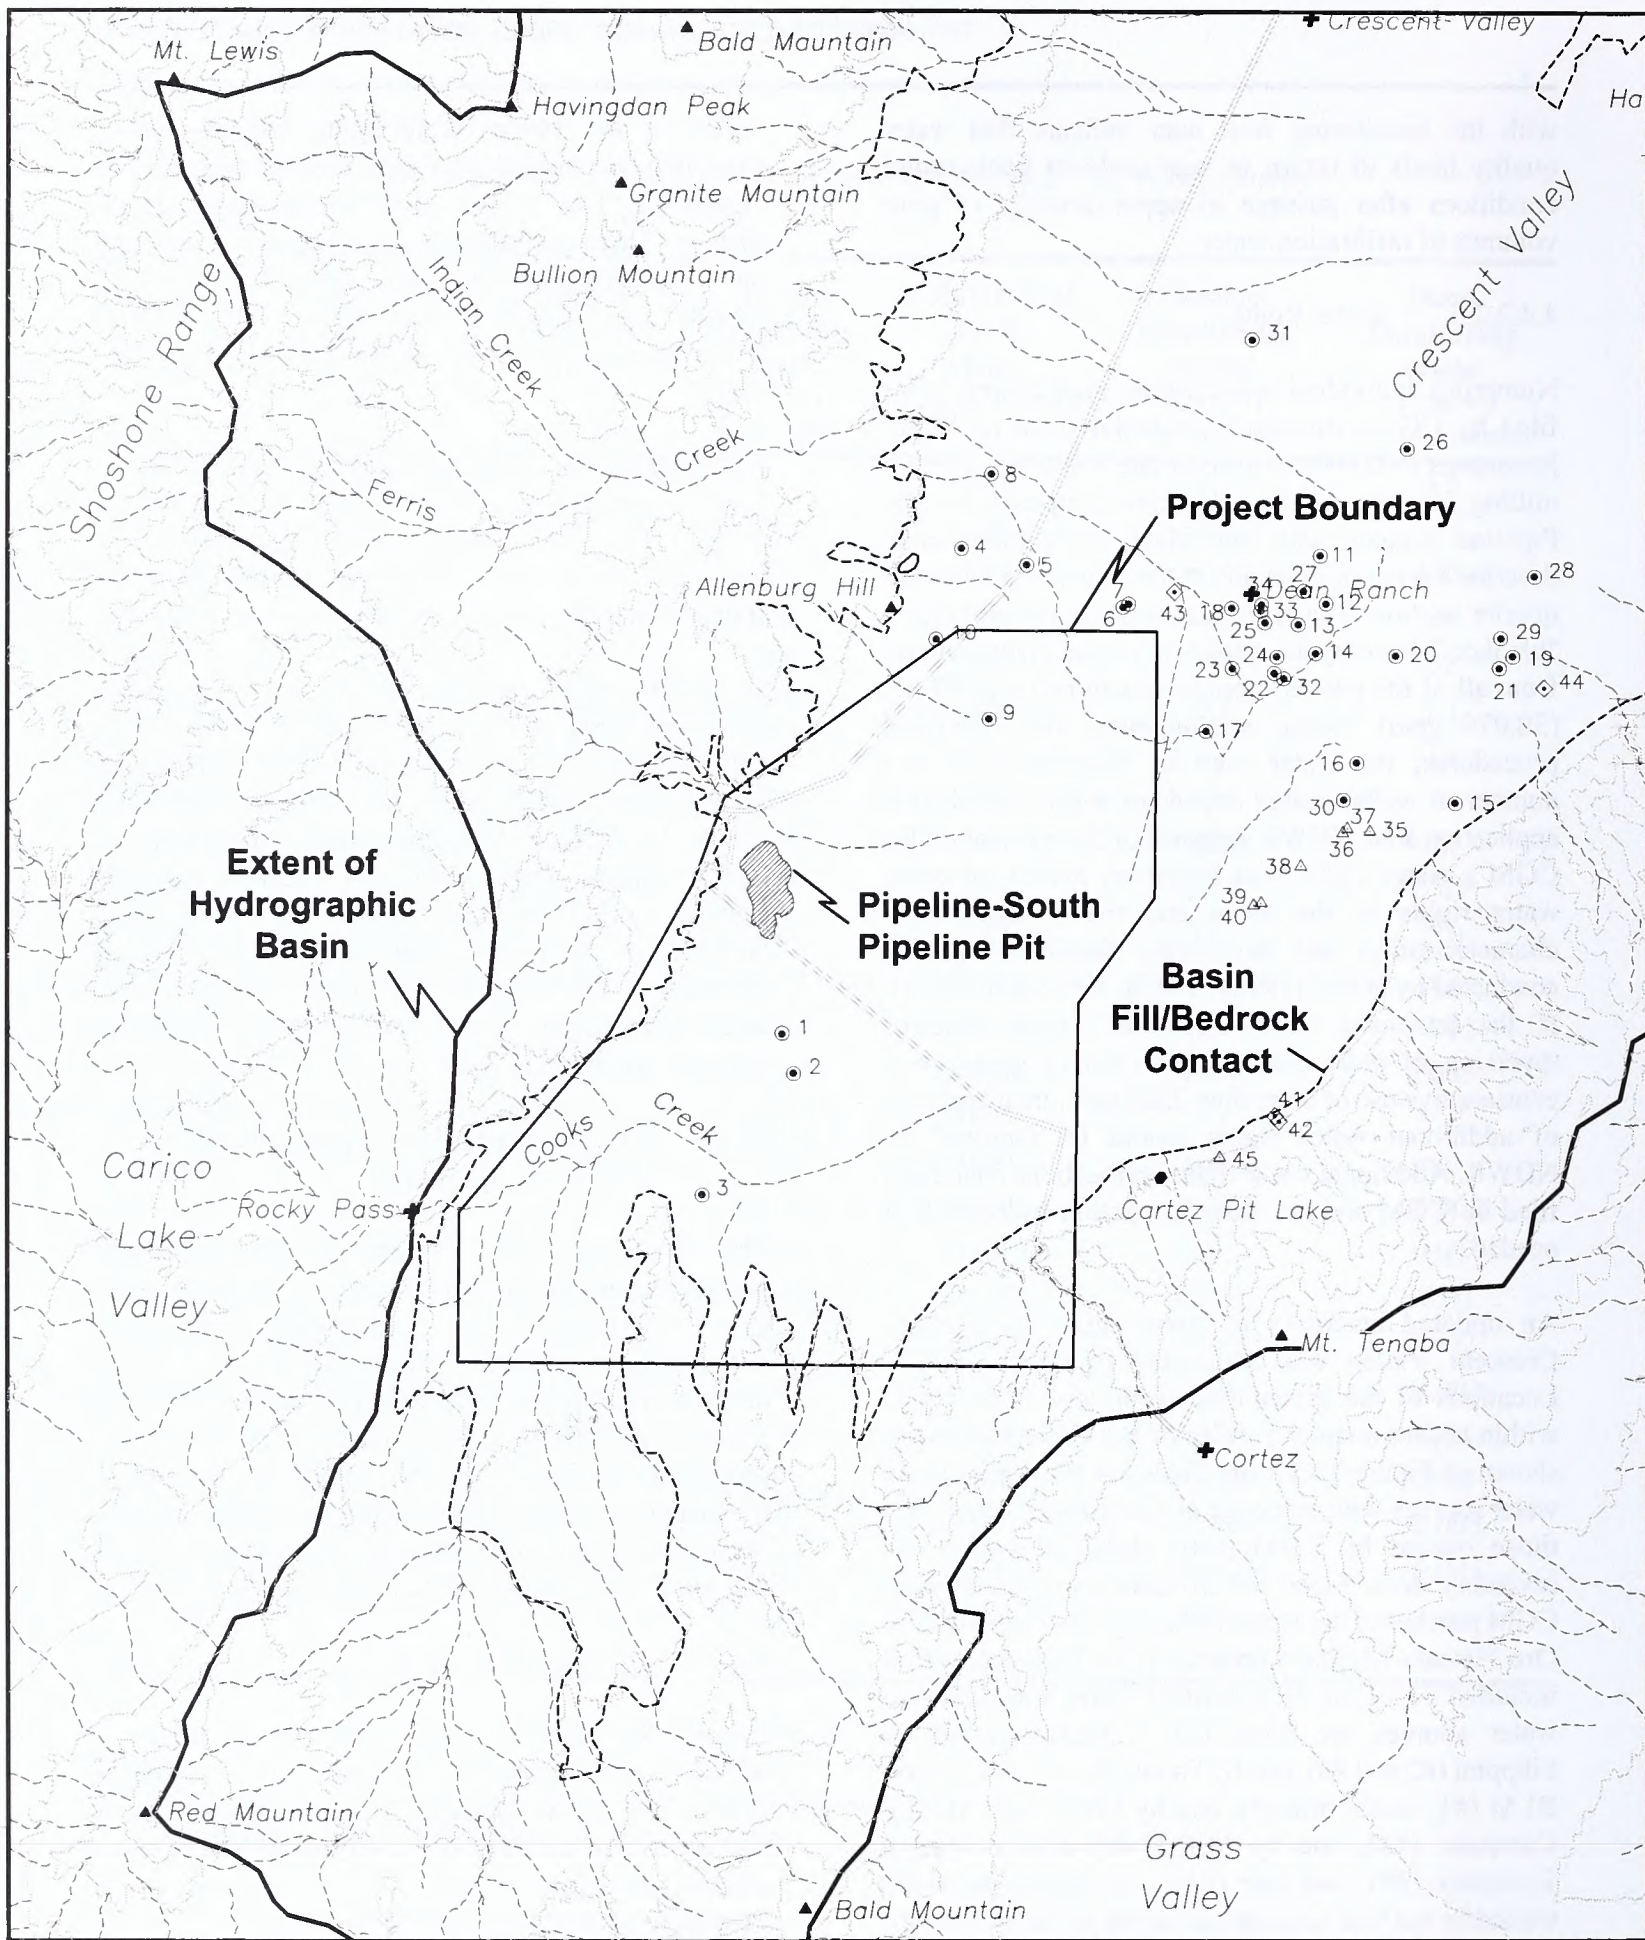 Crescent Valley
Bald Mountain
Mt. Lewis
Havingdan Peak
Ha
Granite Mountain
Bullion Mountain
Shoshone Range
Indian Creek
Crescent Valley
31
26
Creek
Ferris
8
Project Boundary
4
5
11
28
27
34
Dean Ranch
Allenburg Hill
7
6
43
18
33
12
25
13
10
29
24
14
20
19
23
22
32
21
44
9
17
16
15
30
37
35
36
38
39
40
Extent of
Hydrographic
Basin
Pipeline-South
Pipeline Pit
Basin
Fill/Bedrock
Contact
1
2
41
42
Cooks
Creek
45
3
Carico
Lake
Valley
Rocky Pass
Cartez Pit Lake
Mt. Tenaba
Cortez
Red Mountain
Grass
Valley
Bald Mountain